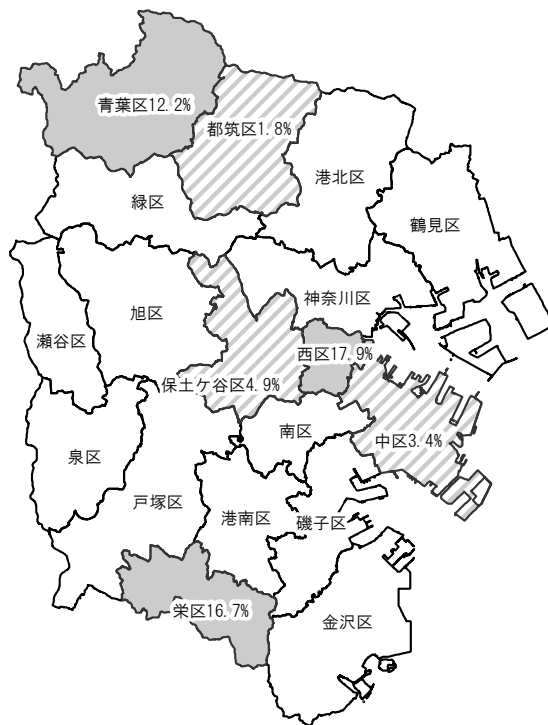 青葉区12.2%
都筑区1.8%
港北区
緑区
鶴見区
神奈川区
旭区
瀬谷区
西区17.9%
保土ケ谷区4.9%
南区
中区3.4%
泉区
戸塚区
港南区
磯子区
栄区16.7%
金沢区